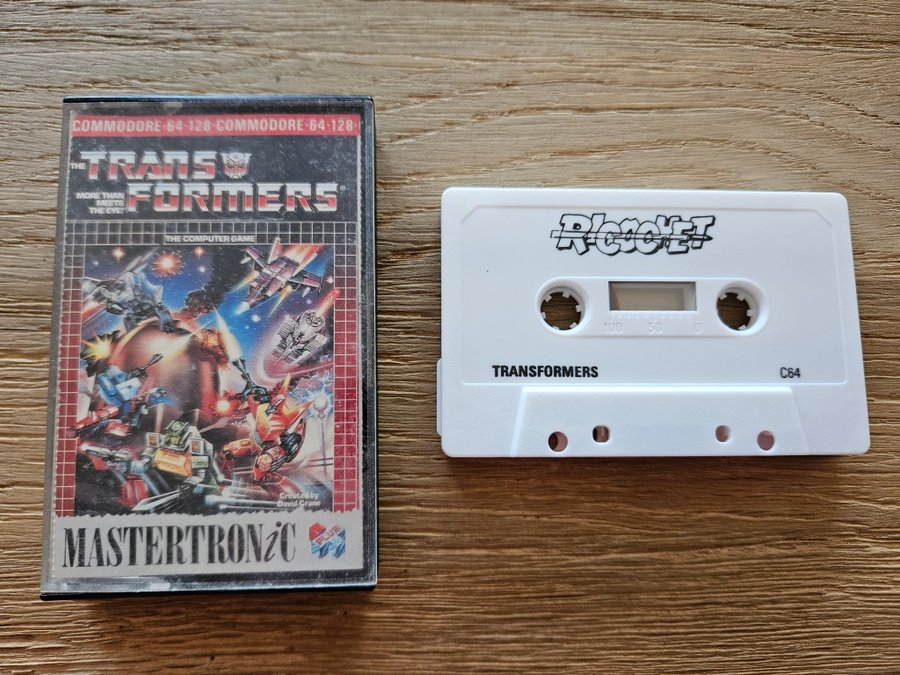 COMMODORE·64·128·COMMODORE·64·128·
THE TRANS
FORMERS®
MORE THAN
MEETS
THE EYE!
THE COMPUTER GAME
Created by
David Crane
MASTERTRONiC
PLUS
RICOCHET
100 50 0
TRANSFORMERS C64